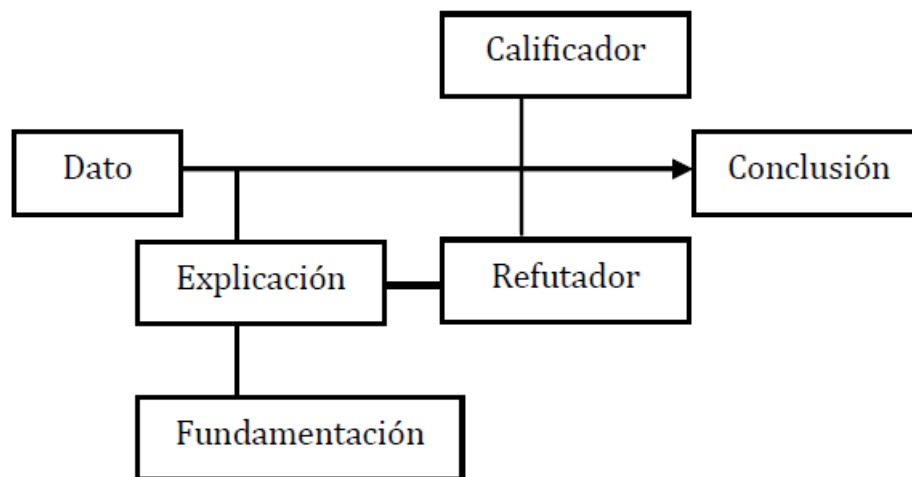 Calificador
Dato
Conclusión
Explicación
Refutador
Fundamentación